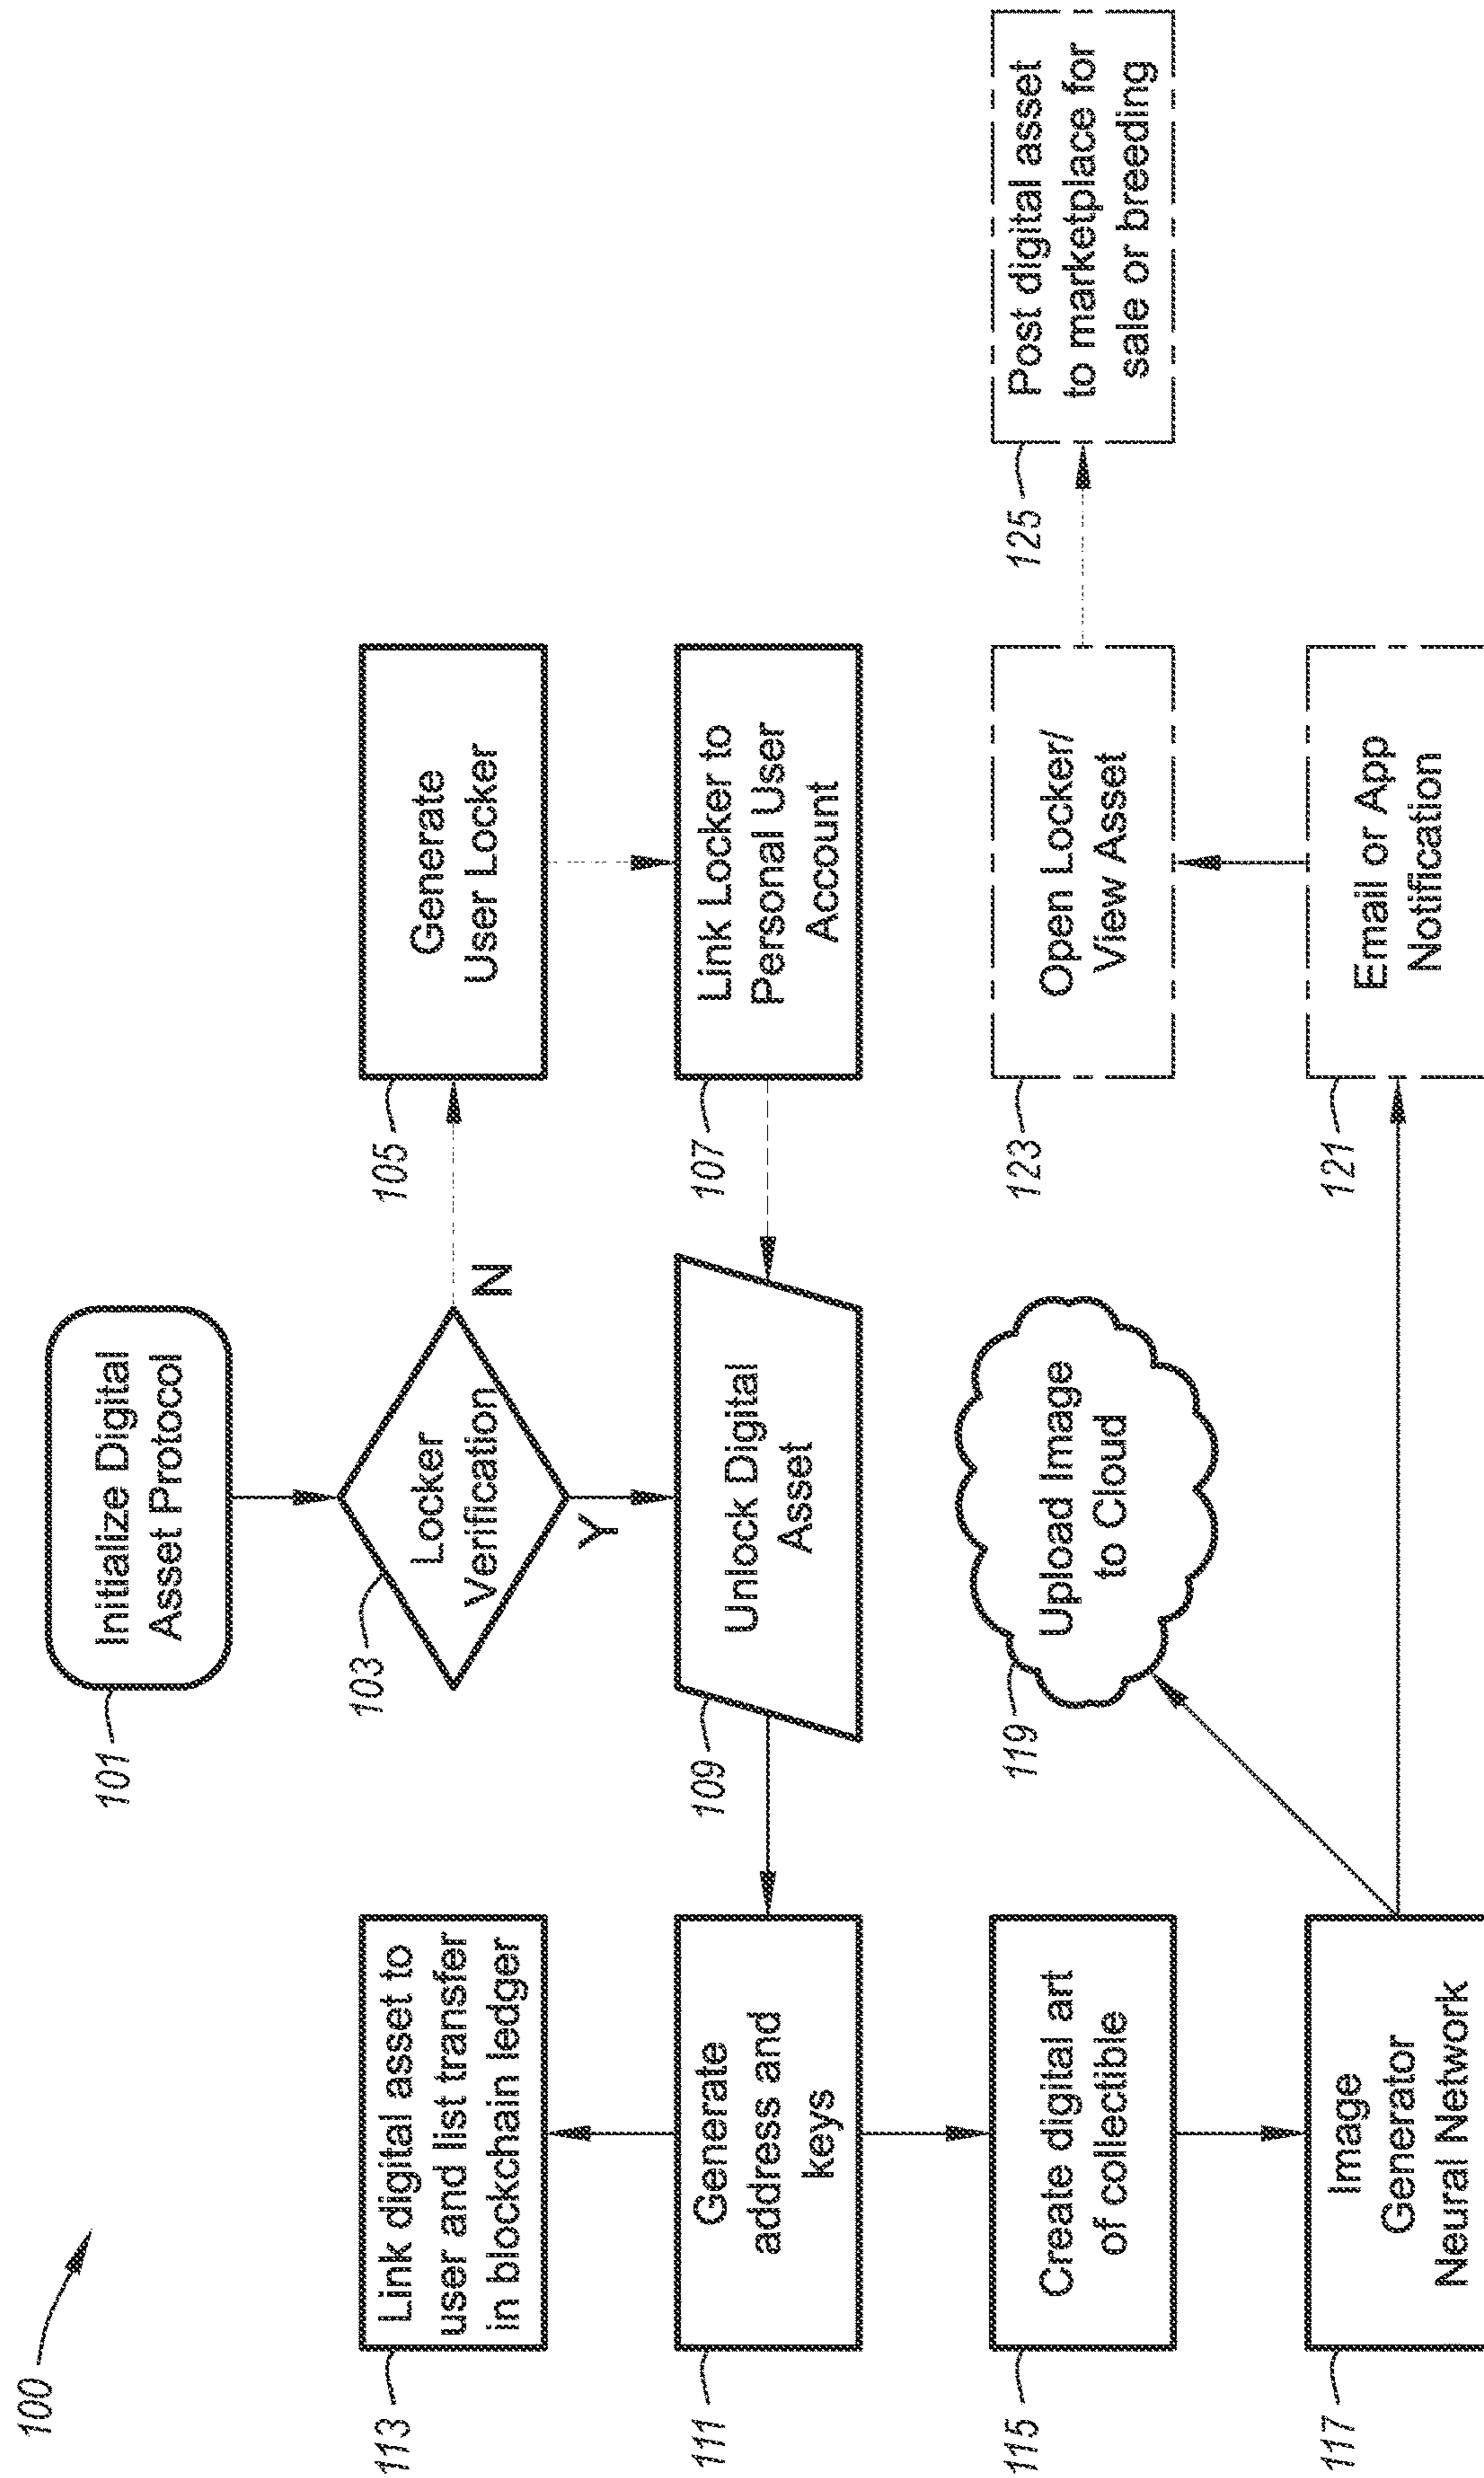 100
101
Initialize Digital
Asset Protocol
103
Locker
Verification
N
Y
105
Generate
User Locker
107
Link Locker to
Personal User
Account
109
Unlock Digital
Asset
111
Generate
address and
keys
113
Link digital asset to
user and list transfer
in blockchain ledger
115
Create digital art
of collectible
117
Image
Generator
Neural Network
119
Upload Image
to Cloud
121
Email or App
Notification
123
Open Locker/
View Asset
125
Post digital asset
to marketplace for
sale or breeding